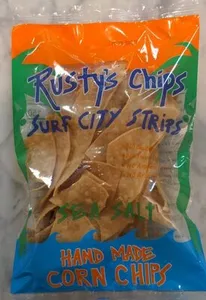 Rusty's Chips
SURF CITY STRIPS
SEA SALT
HAND MADE
CORN CHIPS